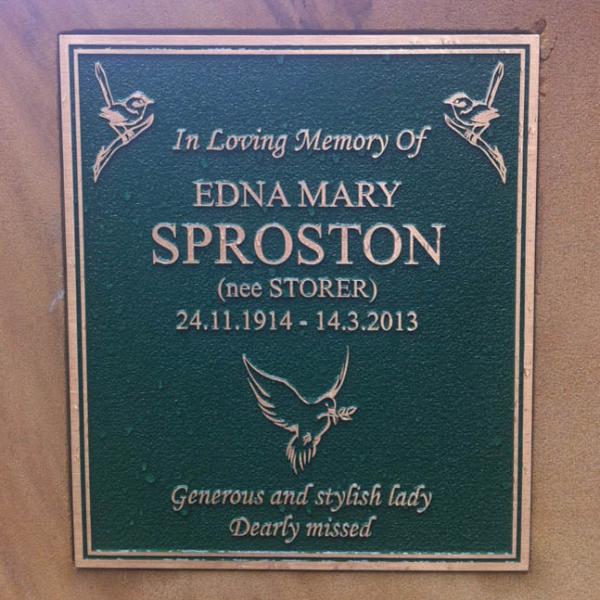 In Loving Memory Of
EDNA MARY
SPROSTON
(nee STORER)
24.11.1914 - 14.3.2013
Generous and stylish lady
Dearly missed